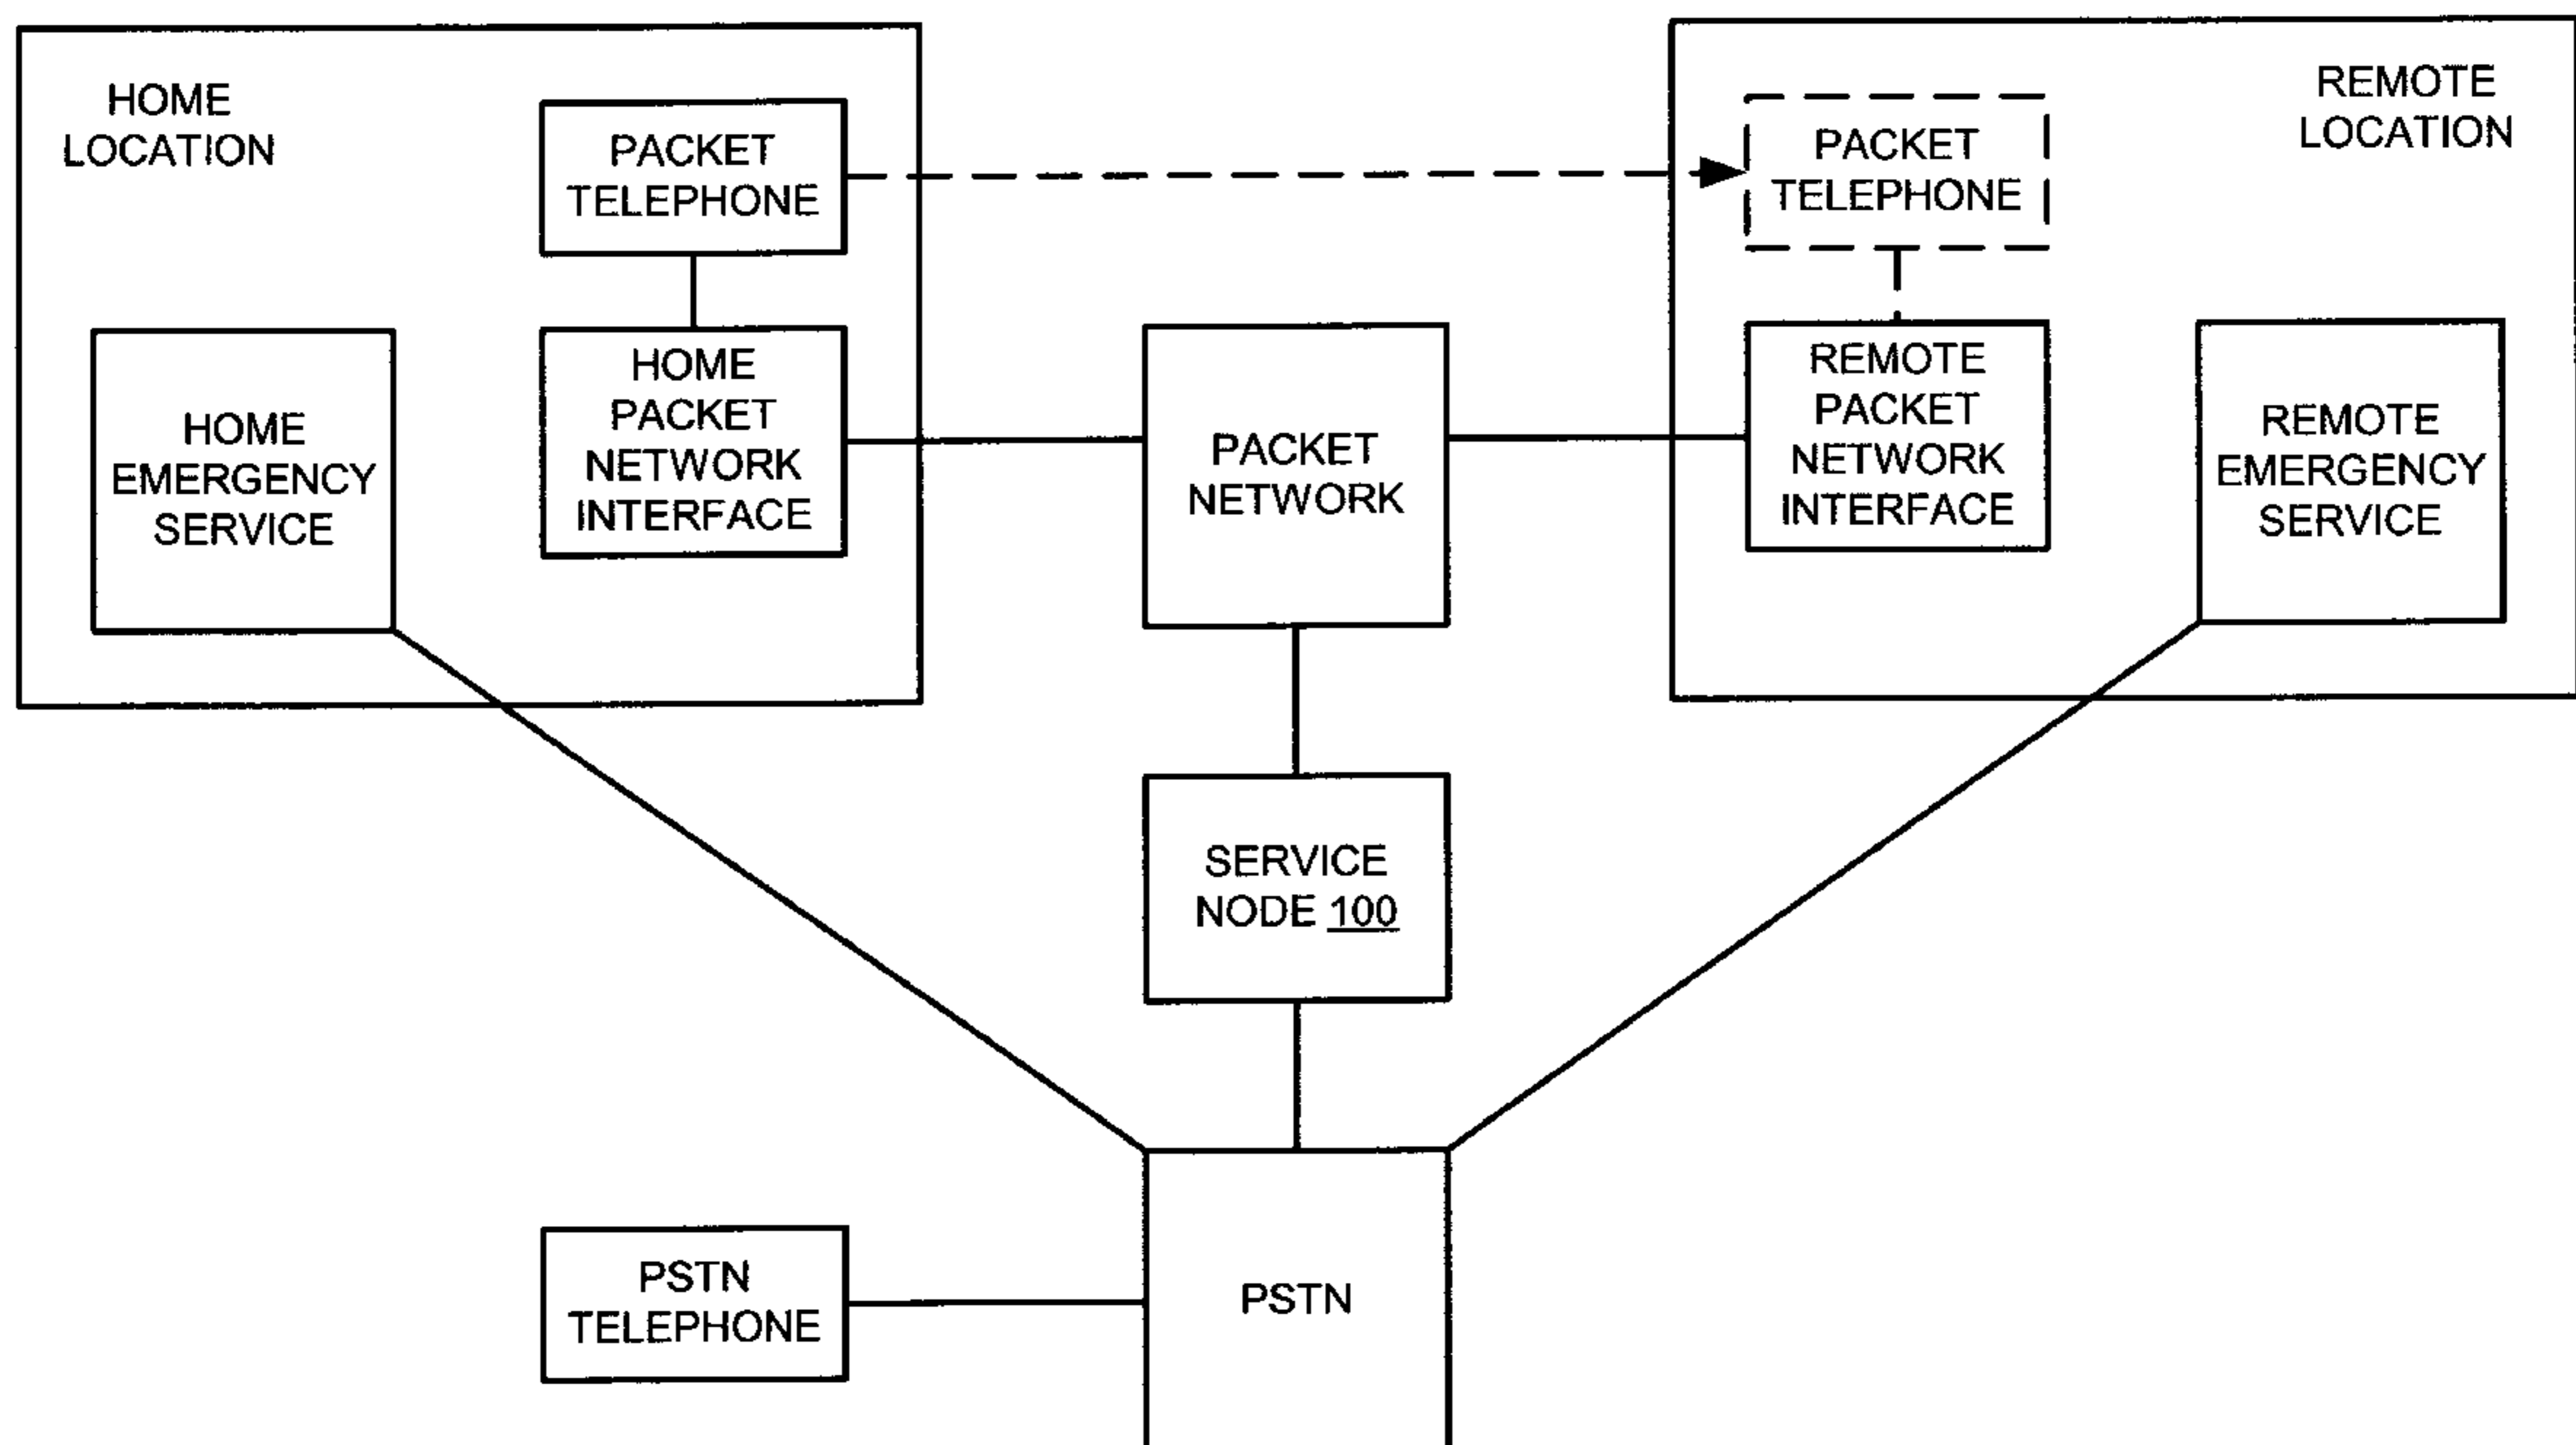 HOME
LOCATION
PACKET
TELEPHONE
HOME
EMERGENCY
SERVICE
HOME
PACKET
NETWORK
INTERFACE
PACKET
NETWORK
REMOTE
LOCATION
PACKET
TELEPHONE
REMOTE
PACKET
NETWORK
INTERFACE
REMOTE
EMERGENCY
SERVICE
SERVICE
NODE 100
PSTN
TELEPHONE
PSTN